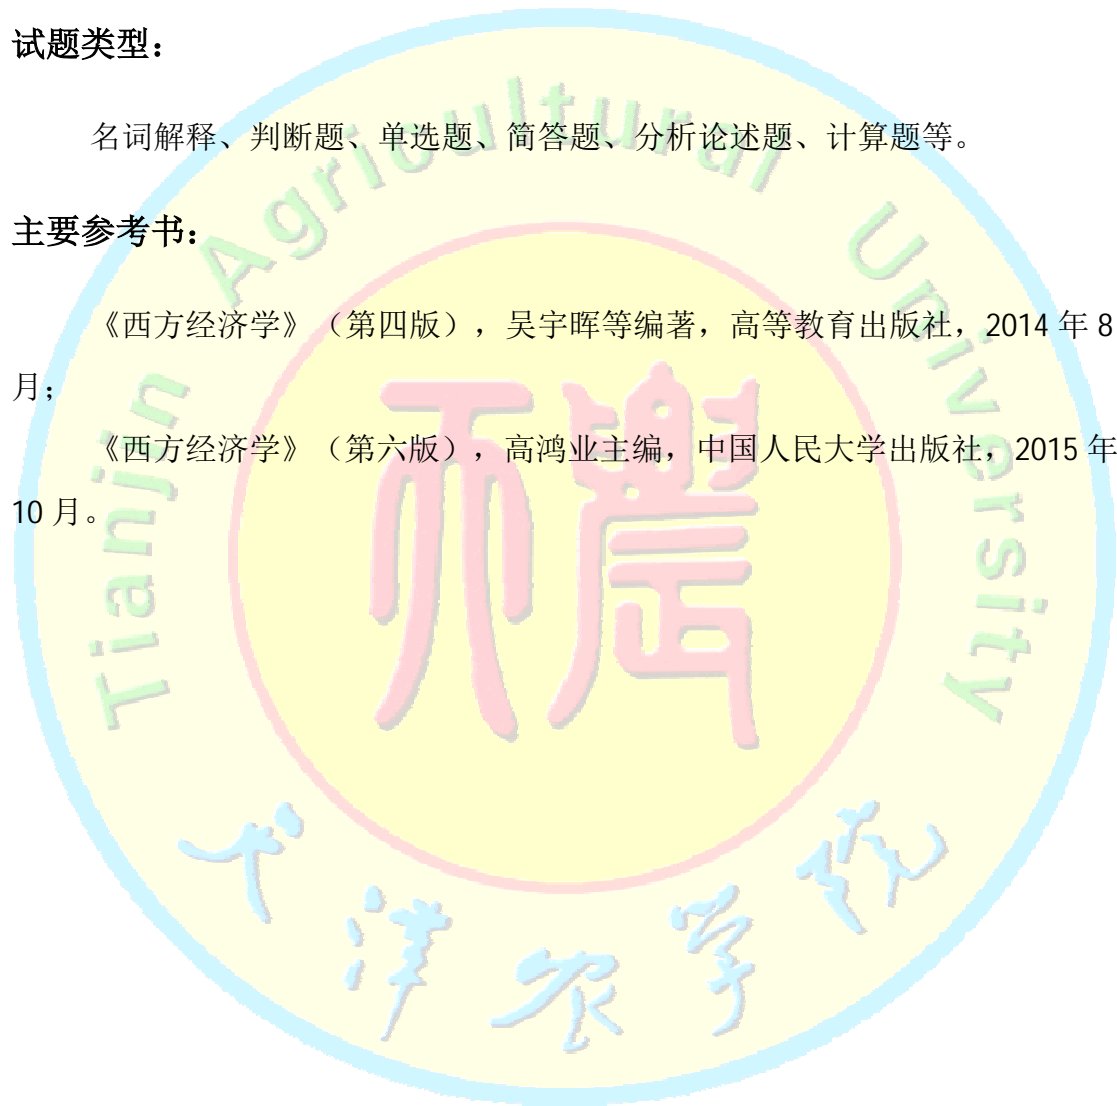 试题类型：
名词解释、判断题、单选题、简答题、分析论述题、计算题等。
主要参考书：
《西方经济学》（第四版），吴宇晖等编著，高等教育出版社，2014 年 8
月；
《西方经济学》（第六版），高鸿业主编，中国人民大学出版社，2015 年
10 月。
Tianjin Agricultural University
天津农学院